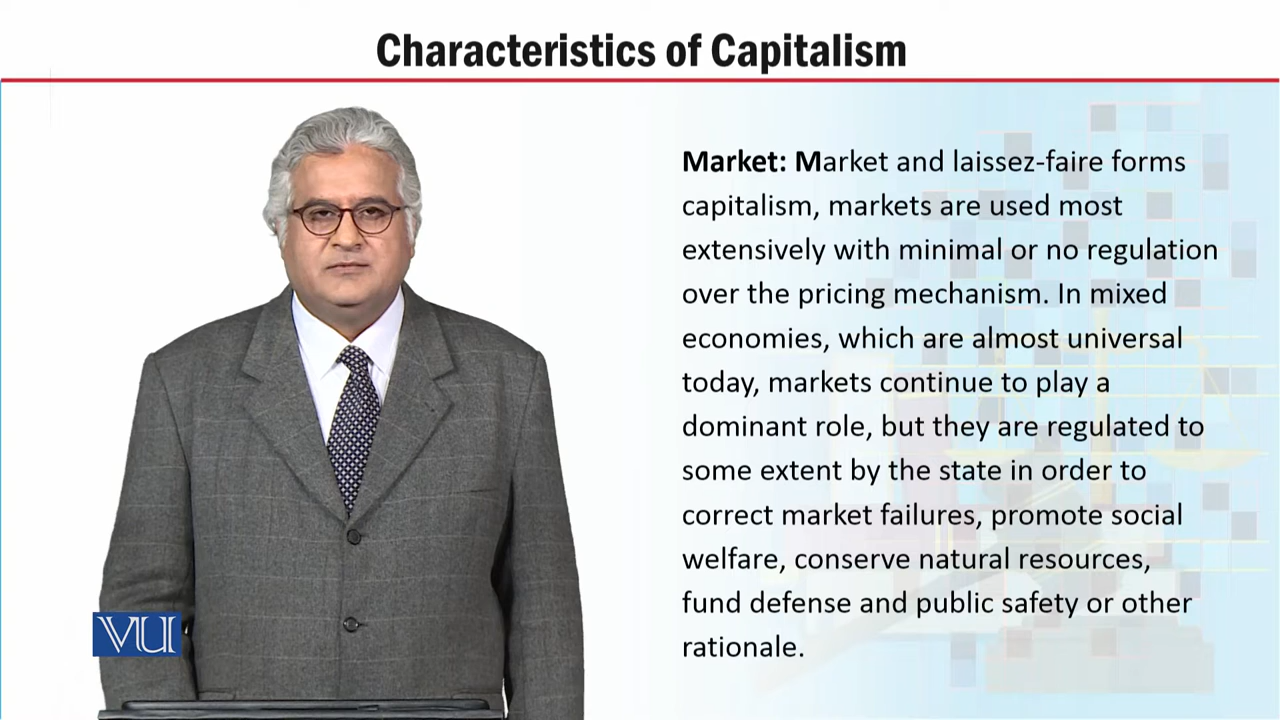 Characteristics of Capitalism
Market: Market and laissez-faire forms
capitalism, markets are used most
extensively with minimal or no regulation
over the pricing mechanism. In mixed
economies, which are almost universal
today, markets continue to play a
dominant role, but they are regulated to
some extent by the state in order to
correct market failures, promote social
welfare, conserve natural resources,
fund defense and public safety or other
rationale.
VU